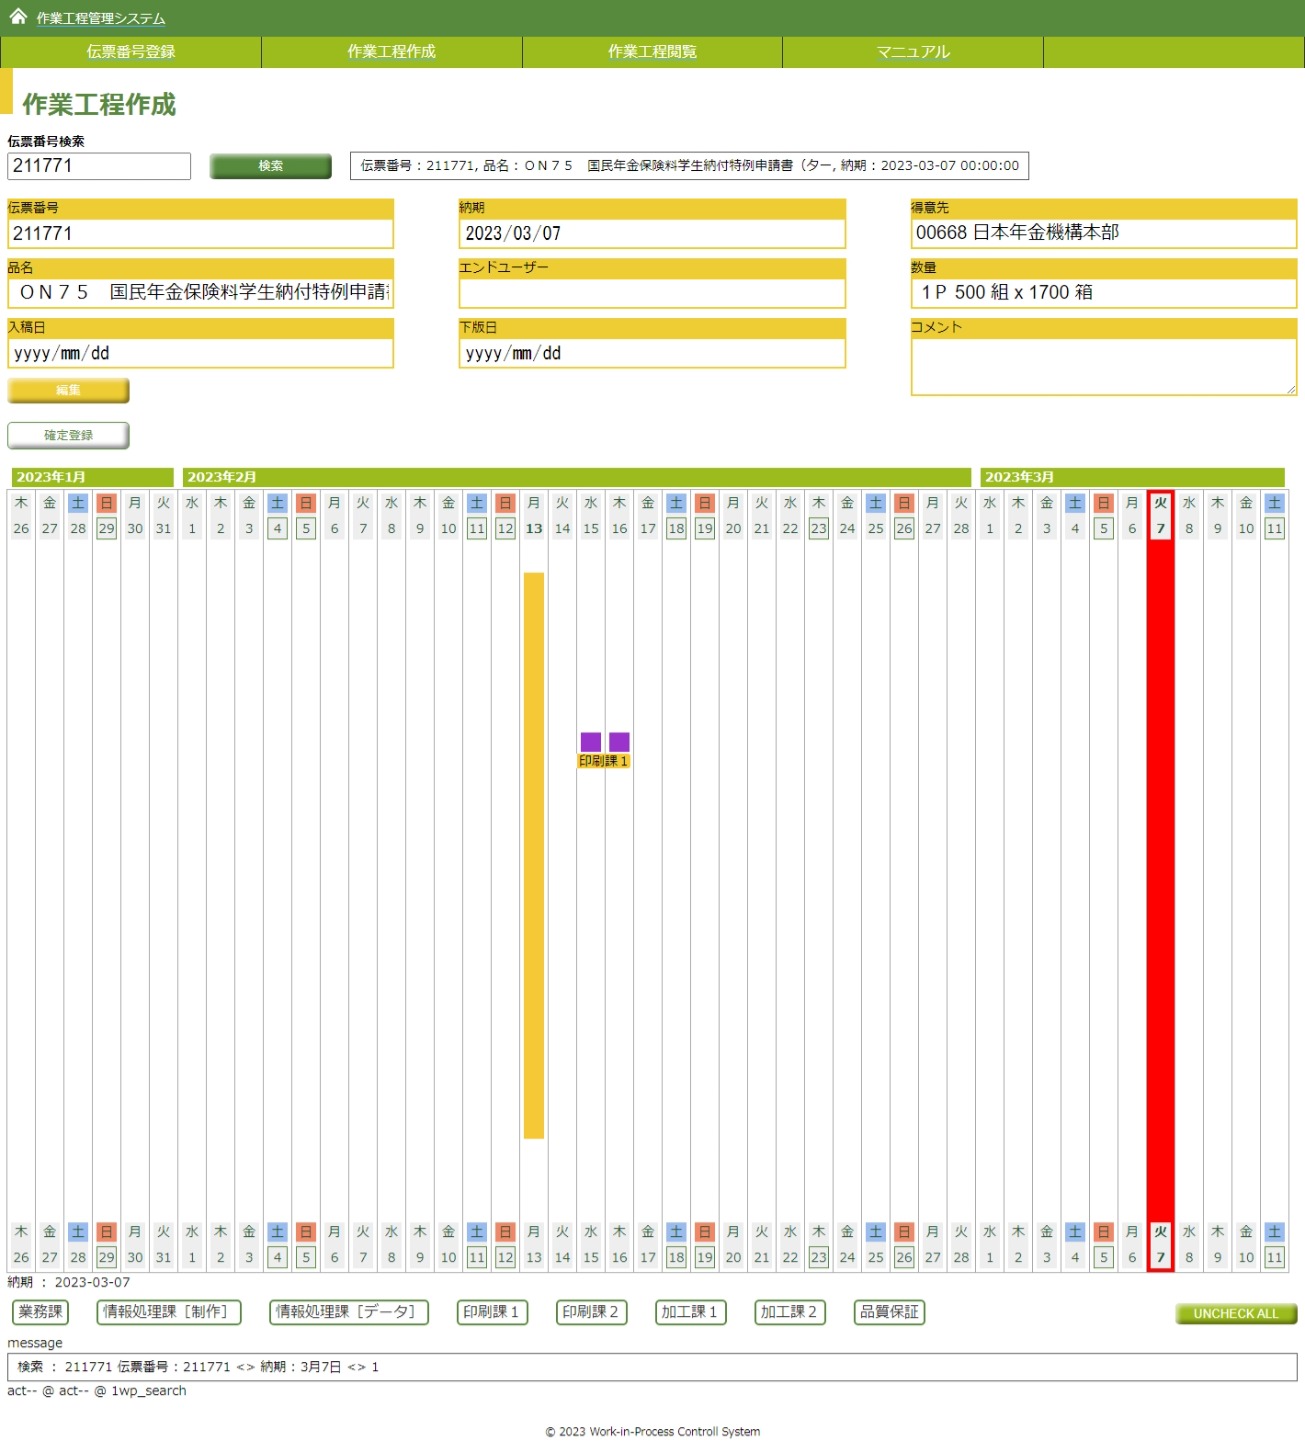 作業工程管理システム
伝票番号登録 作業工程作成 作業工程閲覧 マニュアル
作業工程作成
伝票番号検索
211771 検索 伝票番号：211771, 品名：ＯＮ７５　国民年金保険料学生納付特例申請書（ター, 納期：2023-03-07 00:00:00
伝票番号 納期 得意先
211771 2023/03/07 00668 日本年金機構本部
品名 エンドユーザー 数量
ＯＮ７５　国民年金保険料学生納付特例申請 1Ｐ 500 組 x 1700 箱
入稿日 下版日 コメント
yyyy/mm/dd yyyy/mm/dd
編集
確定登録
2023年1月 2023年2月 2023年3月
木 金 土 日 月 火 水 木 金 土 日 月 火 水 木 金 土 日 月 火 水 木 金 土 日 月 火 水 木 金 土 日 月 火 水 木 金 土 日 月 火 水 木 金 土
26 27 28 29 30 31 1 2 3 4 5 6 7 8 9 10 11 12 13 14 15 16 17 18 19 20 21 22 23 24 25 26 27 28 1 2 3 4 5 6 7 8 9 10 11
印刷課１
木 金 土 日 月 火 水 木 金 土 日 月 火 水 木 金 土 日 月 火 水 木 金 土 日 月 火 水 木 金 土 日 月 火 水 木 金 土 日 月 火 水 木 金 土
26 27 28 29 30 31 1 2 3 4 5 6 7 8 9 10 11 12 13 14 15 16 17 18 19 20 21 22 23 24 25 26 27 28 1 2 3 4 5 6 7 8 9 10 11
納期 ： 2023-03-07
業務課 情報処理課［制作］ 情報処理課［データ］ 印刷課１ 印刷課２ 加工課１ 加工課２ 品質保証 UNCHECK ALL
message
検索 ： 211771 伝票番号：211771 <> 納期：3月7日 <> 1
act-- @ act-- @ 1wp_search
© 2023 Work-in-Process Controll System